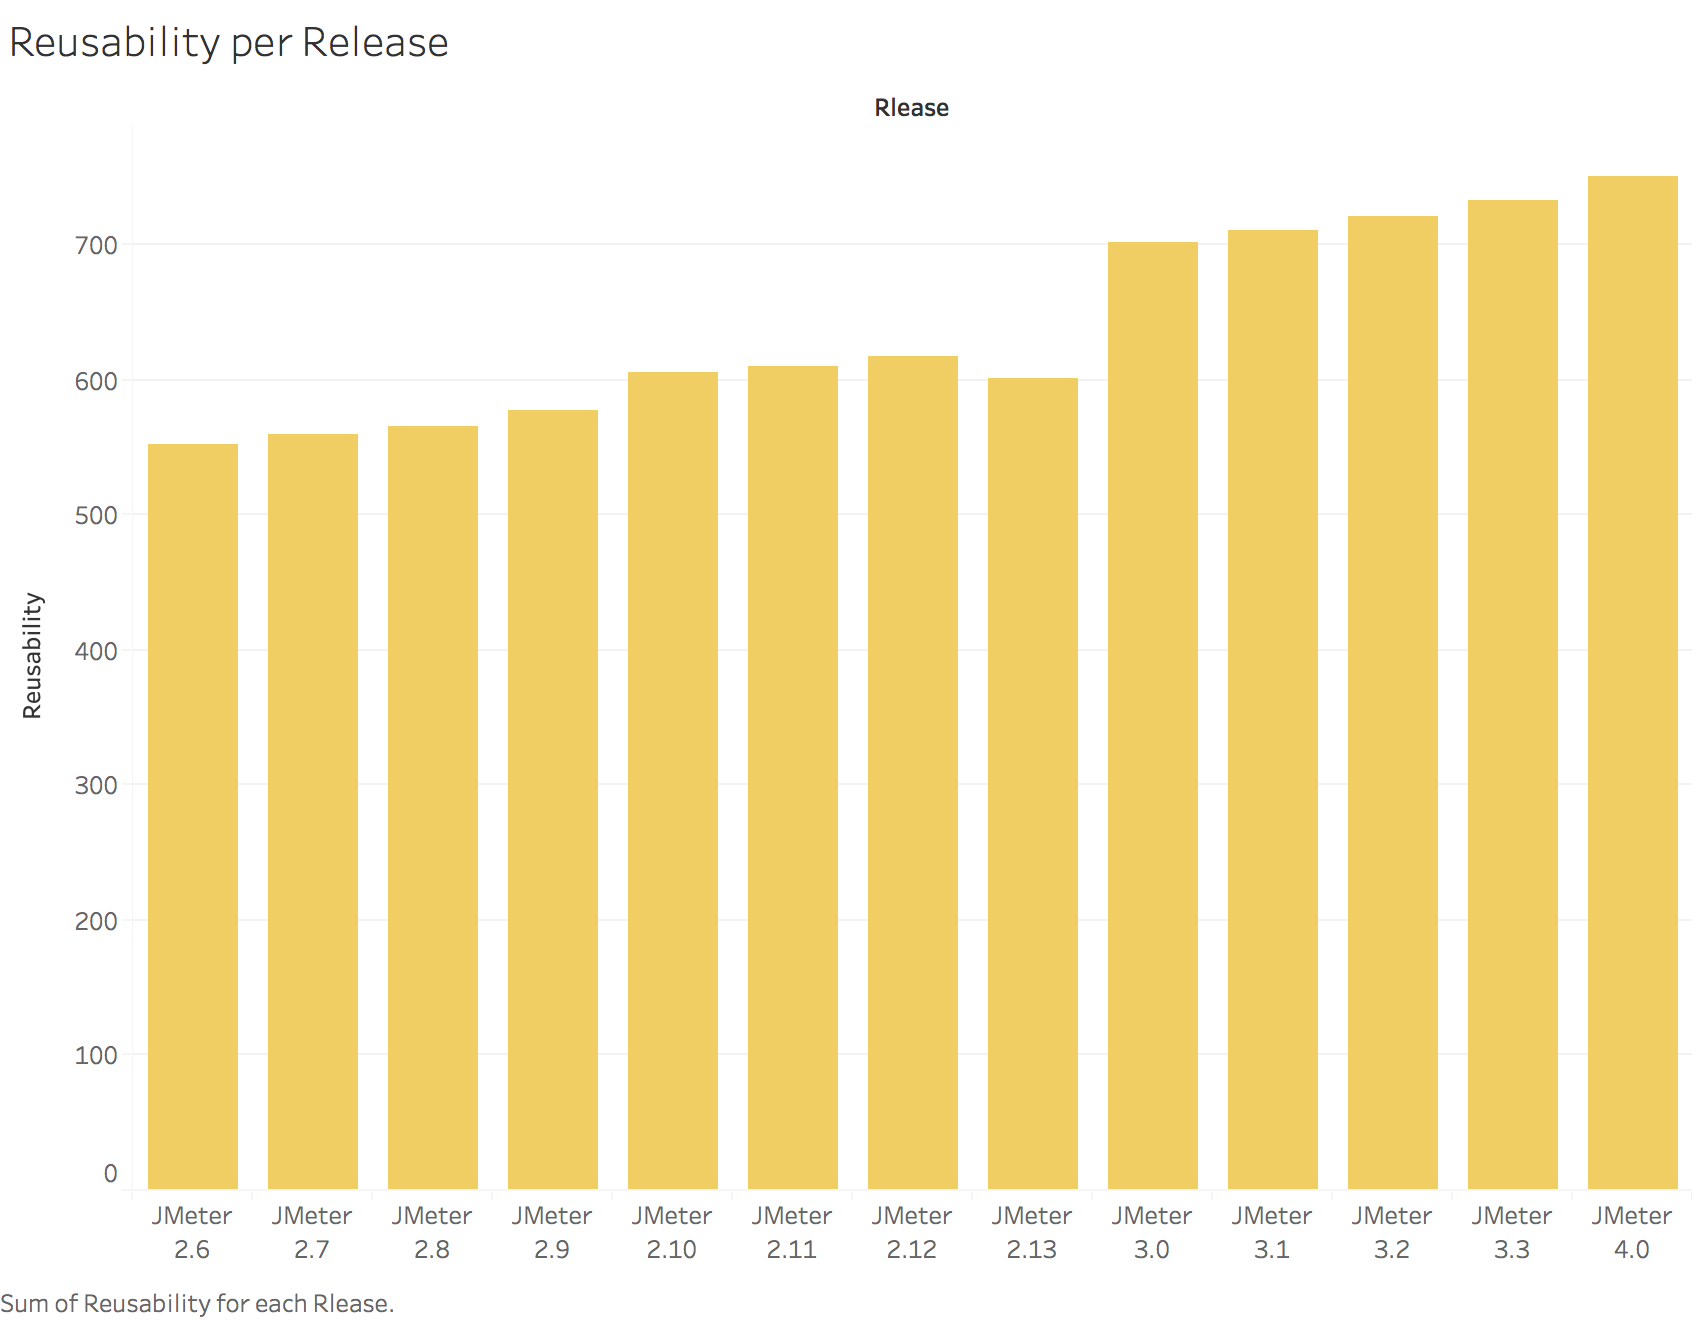 Reusability per Release
Rlease
Reusability
700
600
500
400
300
200
100
0
JMeter 2.6
JMeter 2.7
JMeter 2.8
JMeter 2.9
JMeter 2.10
JMeter 2.11
JMeter 2.12
JMeter 2.13
JMeter 3.0
JMeter 3.1
JMeter 3.2
JMeter 3.3
JMeter 4.0
Sum of Reusability for each Rlease.